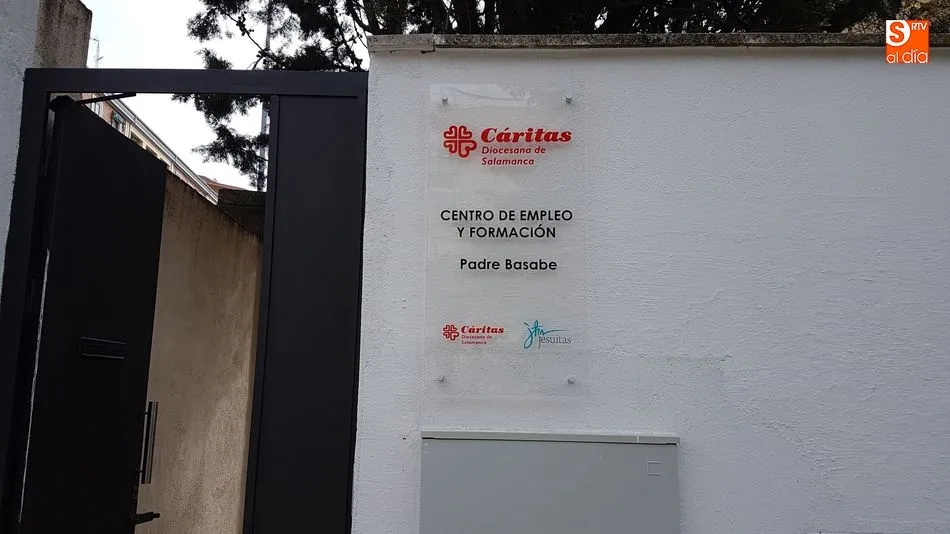 S RTV
al día
Cáritas
Diocesana de
Salamanca
CENTRO DE EMPLEO
Y FORMACIÓN
Padre Basabe
Cáritas
Diocesana de
Salamanca
jesuitas